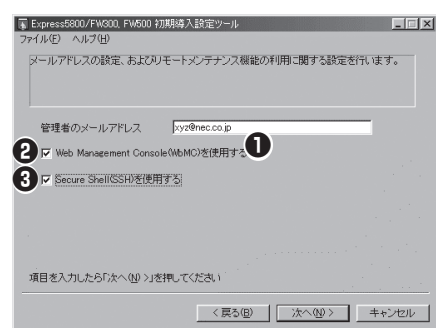 Express5800/FW300, FW500 初期導入設定ツール
ファイル(F) ヘルプ(H)
メールアドレスの設定、およびリモートメンテナンス機能の利用に関する設定を行います。
管理者のメールアドレス xyz@nec.co.jp
1
2 Web Management Console(WbMC)を使用する
3 Secure Shell(SSH)を使用する
項目を入力したら「次へ(N) >」を押してください
< 戻る(B) 次へ(N) > キャンセル